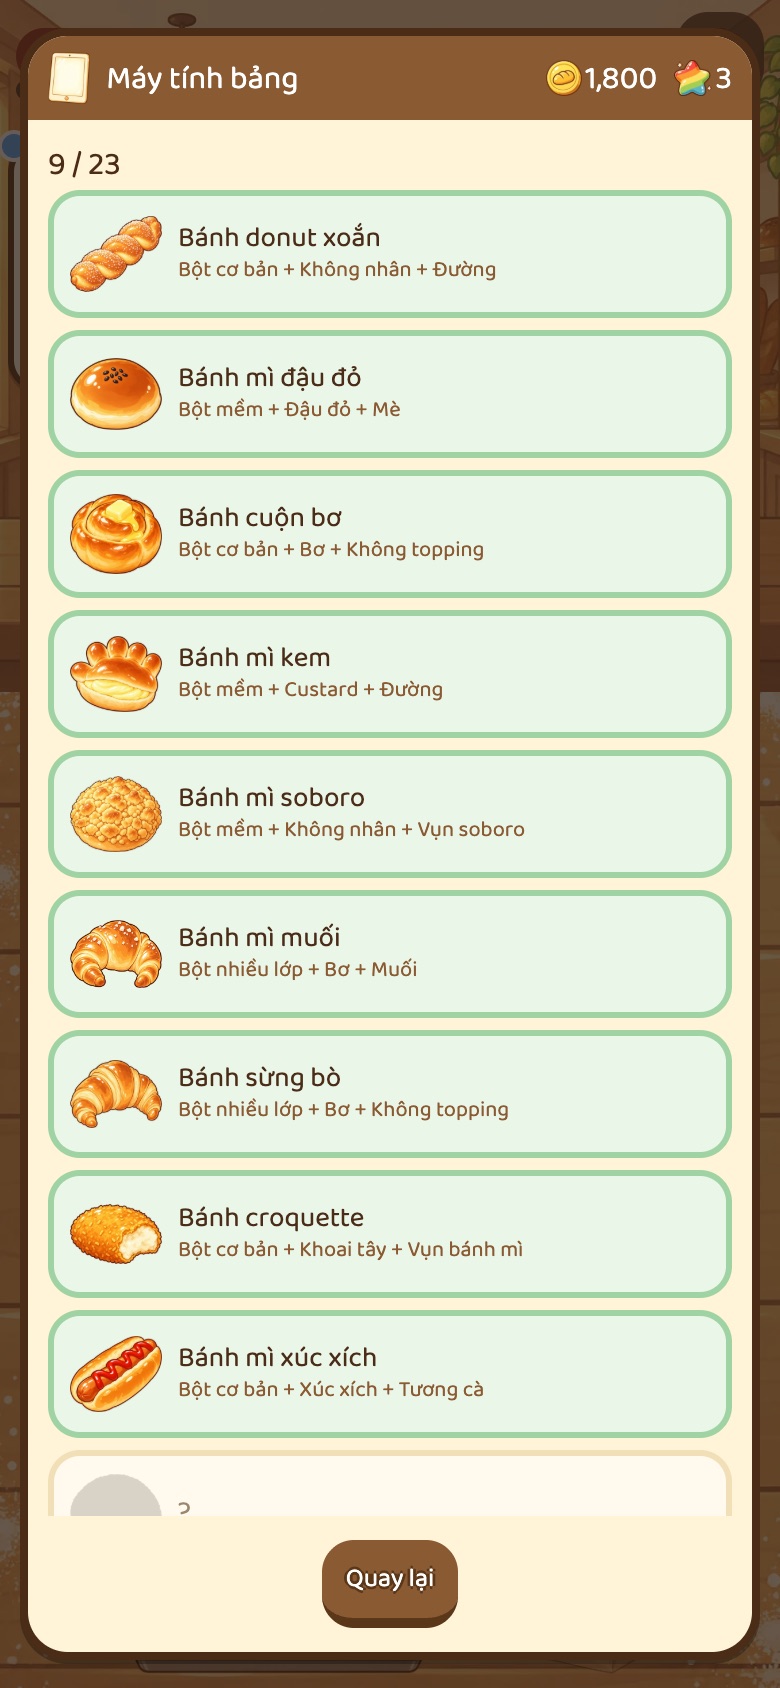 Máy tính bảng
1,800
3
9 / 23
Bánh donut xoắn
Bột cơ bản + Không nhân + Đường
Bánh mì đậu đỏ
Bột mềm + Đậu đỏ + Mè
Bánh cuộn bơ
Bột cơ bản + Bơ + Không topping
Bánh mì kem
Bột mềm + Custard + Đường
Bánh mì soboro
Bột mềm + Không nhân + Vụn soboro
Bánh mì muối
Bột nhiều lớp + Bơ + Muối
Bánh sừng bò
Bột nhiều lớp + Bơ + Không topping
Bánh croquette
Bột cơ bản + Khoai tây + Vụn bánh mì
Bánh mì xúc xích
Bột cơ bản + Xúc xích + Tương cà
?
Quay lại